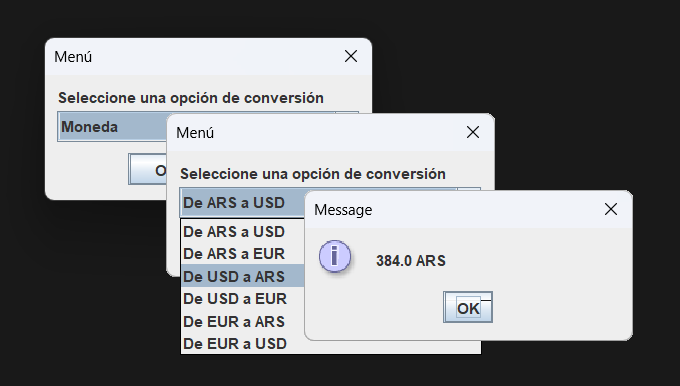 Menú
Seleccione una opción de conversión
Moneda
O
Menú
Seleccione una opción de conversión
De ARS a USD
De ARS a USD
De ARS a EUR
De USD a ARS
De USD a EUR
De EUR a ARS
De EUR a USD
Message
i
384.0 ARS
OK